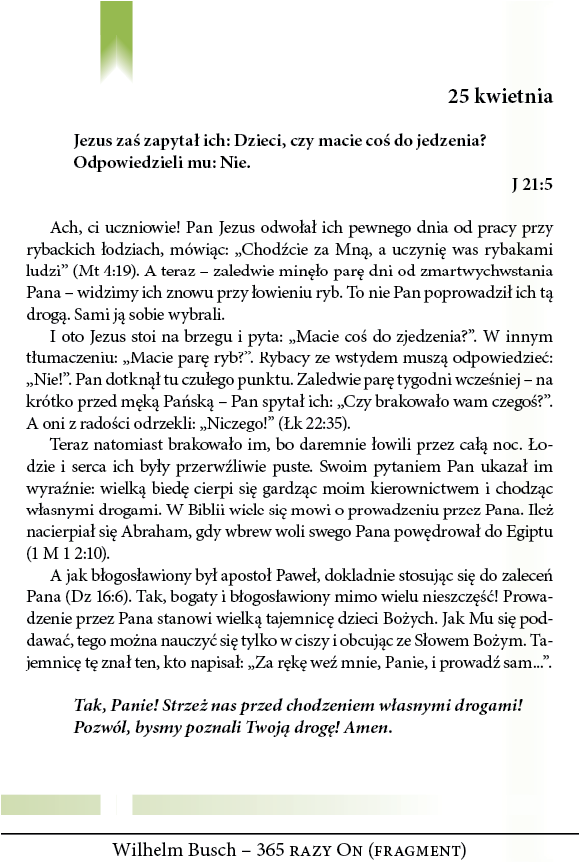 25 kwietnia
Jezus zaś zapytał ich: Dzieci, czy macie coś do jedzenia?
Odpowiedzieli mu: Nie.
J 21:5
Ach, ci uczniowie! Pan Jezus odwołał ich pewnego dnia od pracy przy
rybackich łodziach, mówiąc: „Chodźcie za Mną, a uczynię was rybakami
ludzi” (Mt 4:19). A teraz – zaledwie minęło parę dni od zmartwychwstania
Pana – widzimy ich znowu przy łowieniu ryb. To nie Pan poprowadził ich tą
drogą. Sami ją sobie wybrali.
I oto Jezus stoi na brzegu i pyta: „Macie coś do zjedzenia?”. W innym
tłumaczeniu: „Macie parę ryb?”. Rybacy ze wstydem muszą odpowiedzieć:
„Nie!”. Pan dotknął tu czułego punktu. Zaledwie parę tygodni wcześniej – na
krótko przed męką Pańską – Pan spytał ich: „Czy brakowało wam czegoś?”.
A oni z radości odrzekli: „Niczego!” (Łk 22:35).
Teraz natomiast brakowało im, bo daremnie łowili przez całą noc. Ło-
dzie i serca ich były przerwźliwie puste. Swoim pytaniem Pan ukazał im
wyraźnie: wielką biedę cierpi się gardząc moim kierownictwem i chodząc
własnymi drogami. W Biblii wiele się mówi o prowadzeniu przez Pana. Ileż
nacierpiał się Abraham, gdy wbrew woli swego Pana powędrował do Egiptu
(1 M 1 2:10).
A jak błogosławiony był apostoł Paweł, dokladnie stosując się do zaleceń
Pana (Dz 16:6). Tak, bogaty i błogosławiony mimo wielu nieszczęść! Prowa-
dzenie przez Pana stanowi wielką tajemnicę dzieci Bożych. Jak Mu się pod-
dawać, tego można nauczyć się tylko w ciszy i obcując ze Słowem Bożym. Ta-
jemnicę tę znał ten, kto napisał: „Za rękę weź mnie, Panie, i prowadź sam...”.
Tak, Panie! Strzeż nas przed chodzeniem własnymi drogami!
Pozwól, bysmy poznali Twoją drogę! Amen.
Wilhelm Busch – 365 razy On (fragment)